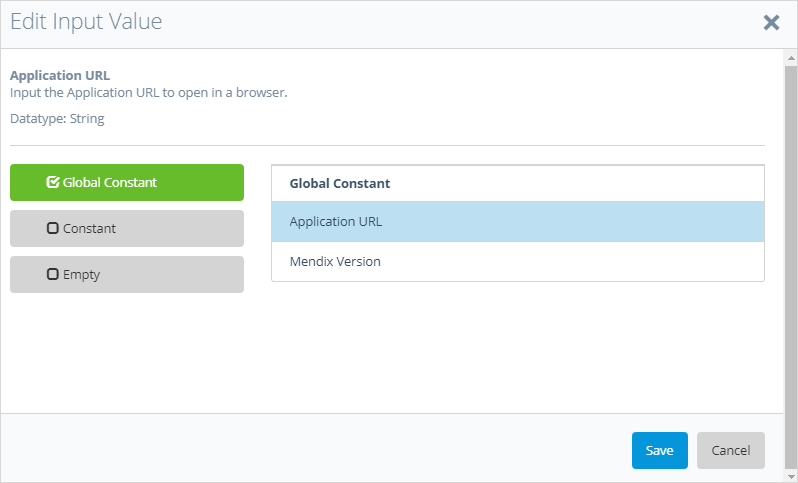 Edit Input Value
Application URL
Input the Application URL to open in a browser.
Datatype: String
Global Constant
Constant
Empty
Global Constant
Application URL
Mendix Version
Save
Cancel